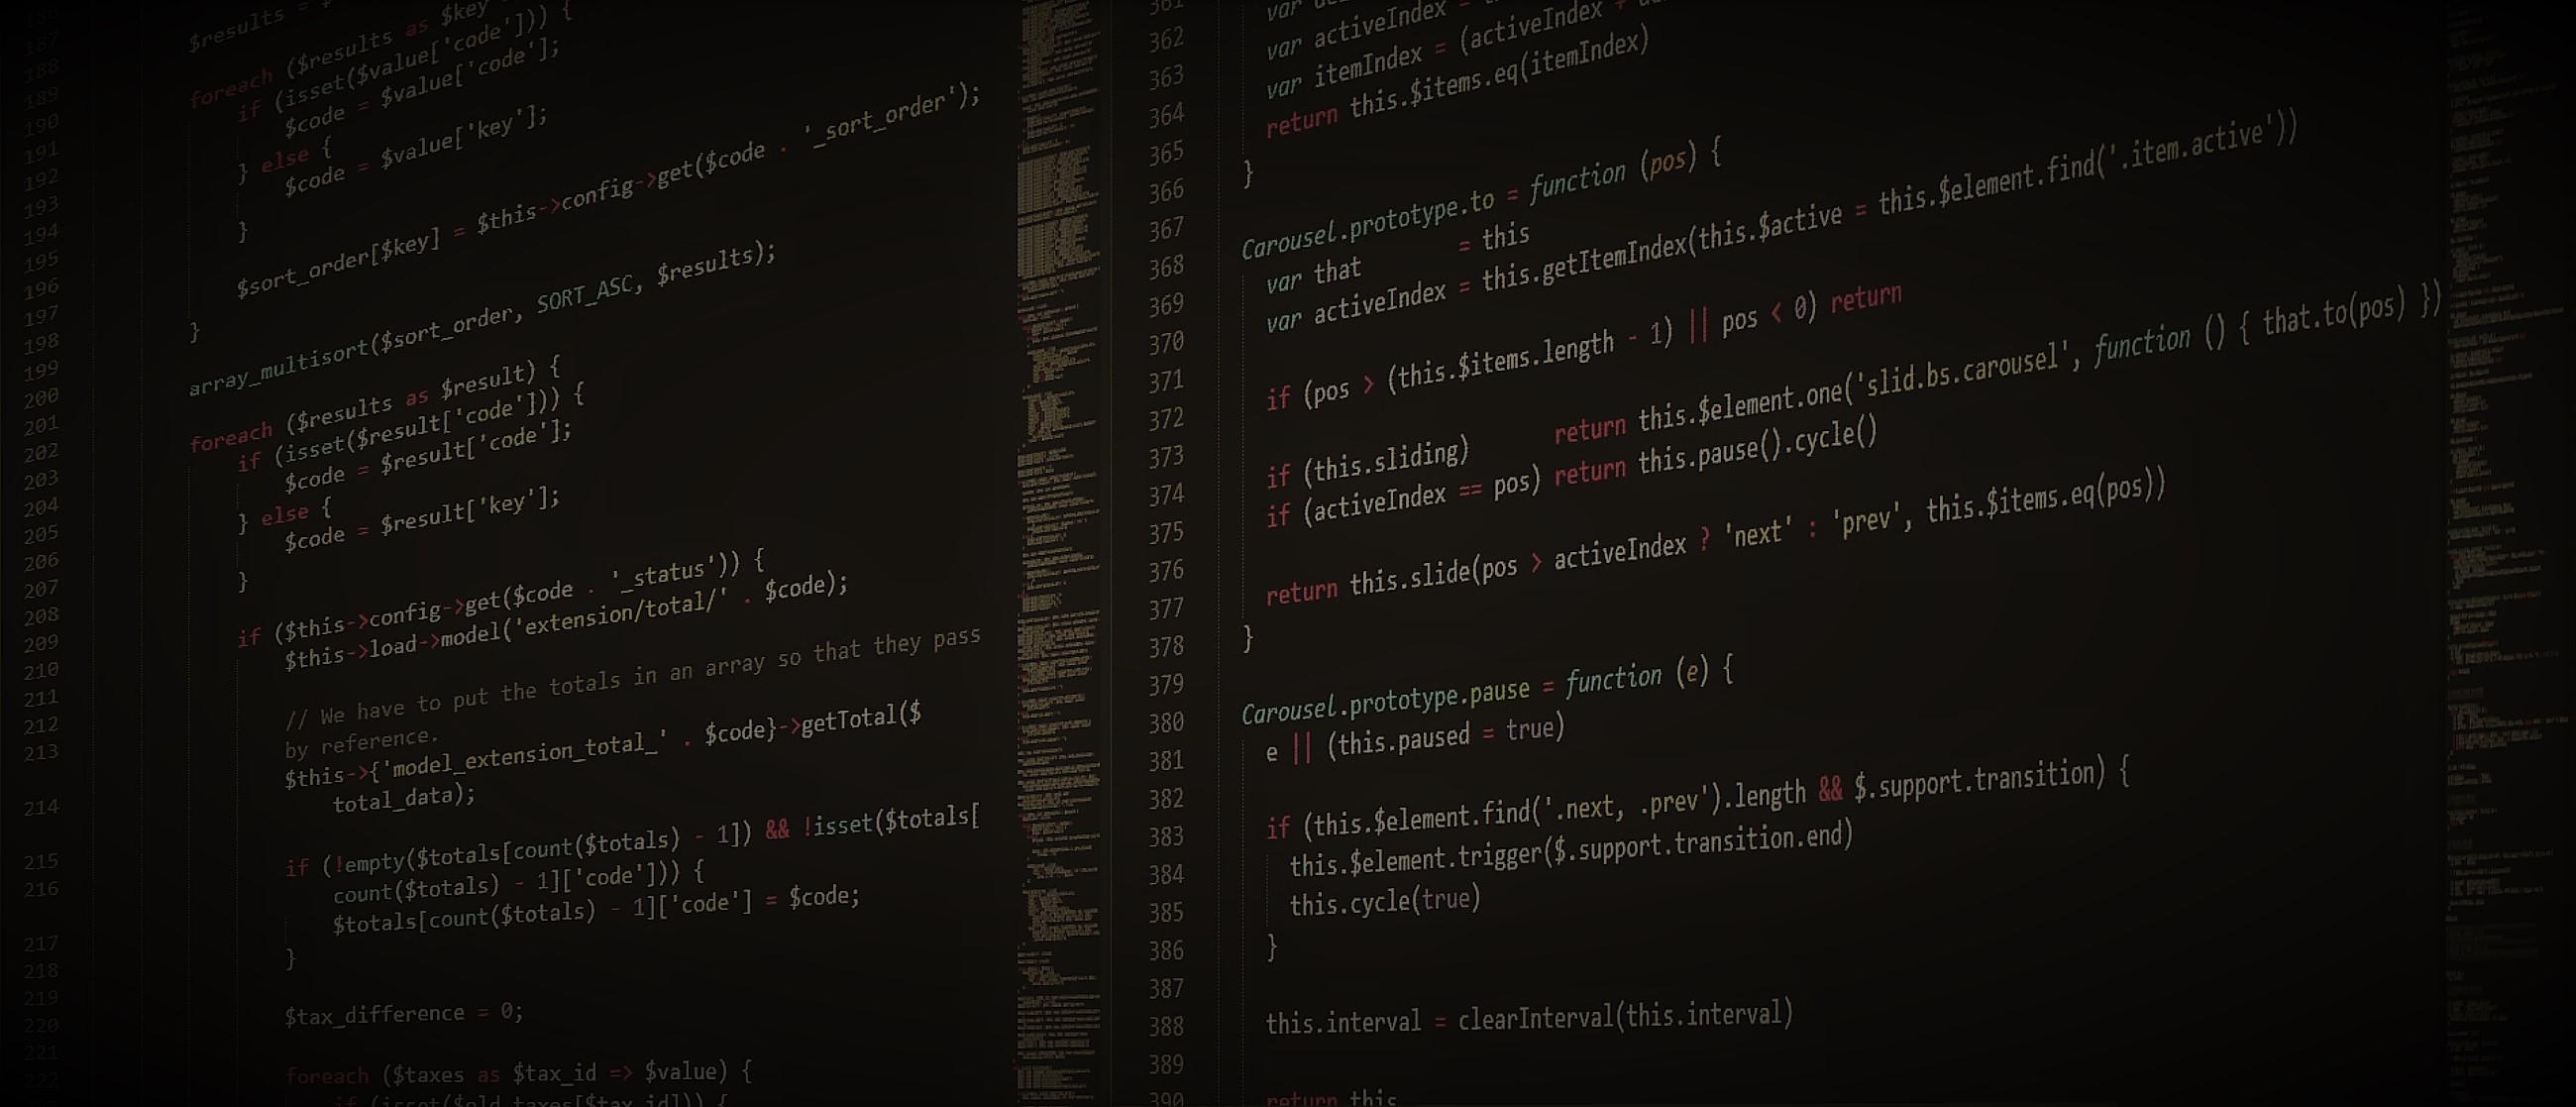 $results =
foreach ($results as $key
if (isset($value['code'])) {
$code = $value['code'];
} else {
$code = $value['key'];
}
$sort_order[$key] = $this->config->get($code . '_sort_order');
}
array_multisort($sort_order, SORT_ASC, $results);
foreach ($results as $result) {
if (isset($result['code'])) {
$code = $result['code'];
} else {
$code = $result['key'];
}
if ($this->config->get($code . '_status')) {
$this->load->model('extension/total/' . $code);
// We have to put the totals in an array so that they pass
by reference.
$this->{'model_extension_total_' . $code}->getTotal($
total_data);
if (!empty($totals[count($totals) - 1]) && !isset($totals[
count($totals) - 1]['code'])) {
$totals[count($totals) - 1]['code'] = $code;
}
$tax_difference = 0;
foreach ($taxes as $tax_id => $value) {
if (isset($old_taxes[$tax_id])) {
187
188
189
190
191
192
193
194
195
196
197
198
199
200
201
202
203
204
205
206
207
208
209
210
211
212
213
214
215
216
217
218
219
220
221
222
var activeIndex =
var itemIndex = (activeIndex +
return this.$items.eq(itemIndex)
}
Carousel.prototype.to = function (pos) {
var that = this
var activeIndex = this.getItemIndex(this.$active = this.$element.find('.item.active'))
if (pos > (this.$items.length - 1) || pos < 0) return
if (this.sliding) return this.$element.one('slid.bs.carousel', function () { that.to(pos) })
if (activeIndex == pos) return this.pause().cycle()
return this.slide(pos > activeIndex ? 'next' : 'prev', this.$items.eq(pos))
}
Carousel.prototype.pause = function (e) {
e || (this.paused = true)
if (this.$element.find('.next, .prev').length && $.support.transition) {
this.$element.trigger($.support.transition.end)
this.cycle(true)
}
this.interval = clearInterval(this.interval)
return this
361
362
363
364
365
366
367
368
369
370
371
372
373
374
375
376
377
378
379
380
381
382
383
384
385
386
387
388
389
390